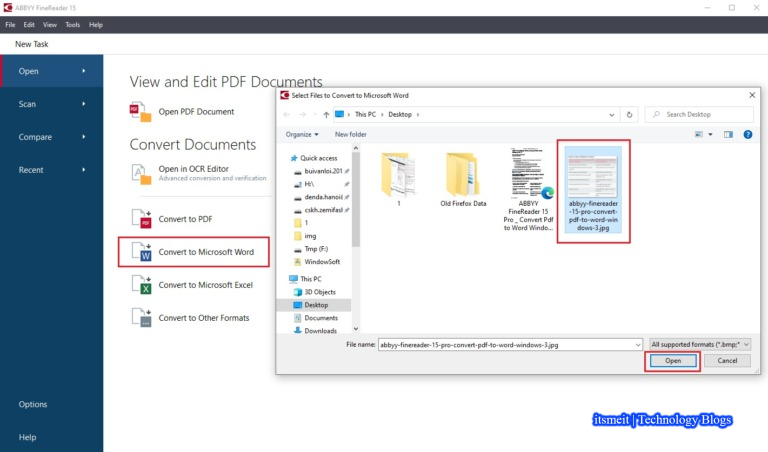 ABBYY FineReader 15
File Edit View Tools Help
New Task
Open
Scan
Compare
Recent
Options
Help
View and Edit PDF Documents
Open PDF Document
Convert Documents
Open in OCR Editor
Advanced conversion and verification
Convert to PDF
Convert to Microsoft Word
Convert to Microsoft Excel
Convert to Other Formats
Select Files to Convert to Microsoft Word
This PC > Desktop >
Search Desktop
Organize
New folder
Quick access
buivanloi.201
H:\
denda.hanoi
cskh.zemifasl
1
img
Tmp (F:)
WindowSoft
This PC
3D Objects
Desktop
Documents
Downloads
1
Old Firefox Data
ABBYY
FineReader 15
Pro _ Convert Pdf
to Word Windo...
abbyy-finereader
-15-pro-convert-
pdf-to-word-win
dows-3.jpg
File name: abbyy-finereader-15-pro-convert-pdf-to-word-windows-3.jpg
All supported formats (*.bmp;*
Open
Cancel
itsmeit | Technology Blogs